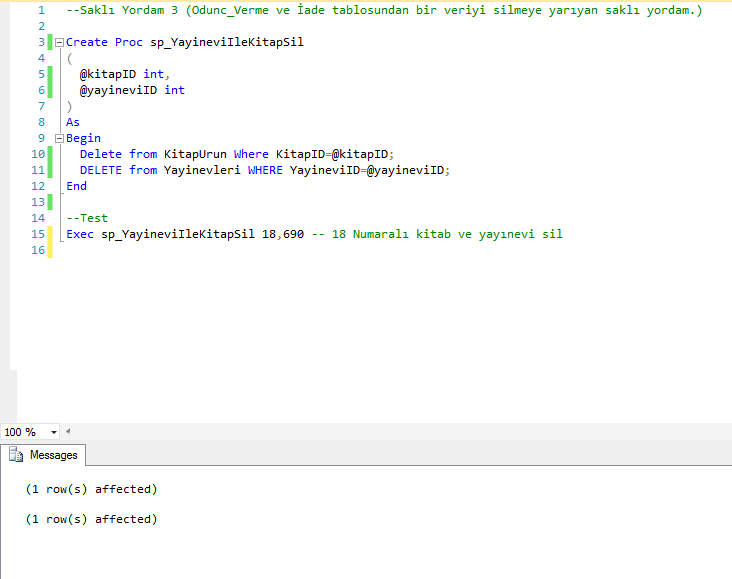 1 --Saklı Yordam 3 (Odunc_Verme ve İade tablosundan bir veriyi silmeye yarıyan saklı yordam.)
2
3 Create Proc sp_YayineviIleKitapSil
4 (
5 @kitapID int,
6 @yayineviID int
7 )
8 As
9 Begin
10 Delete from KitapUrun Where KitapID=@kitapID;
11 DELETE from Yayinevleri WHERE YayineviID=@yayineviID;
12 End
13
14 --Test
15 Exec sp_YayineviIleKitapSil 18,690 -- 18 Numaralı kitab ve yayınevi sil
16
100 %
Messages
(1 row(s) affected)
(1 row(s) affected)